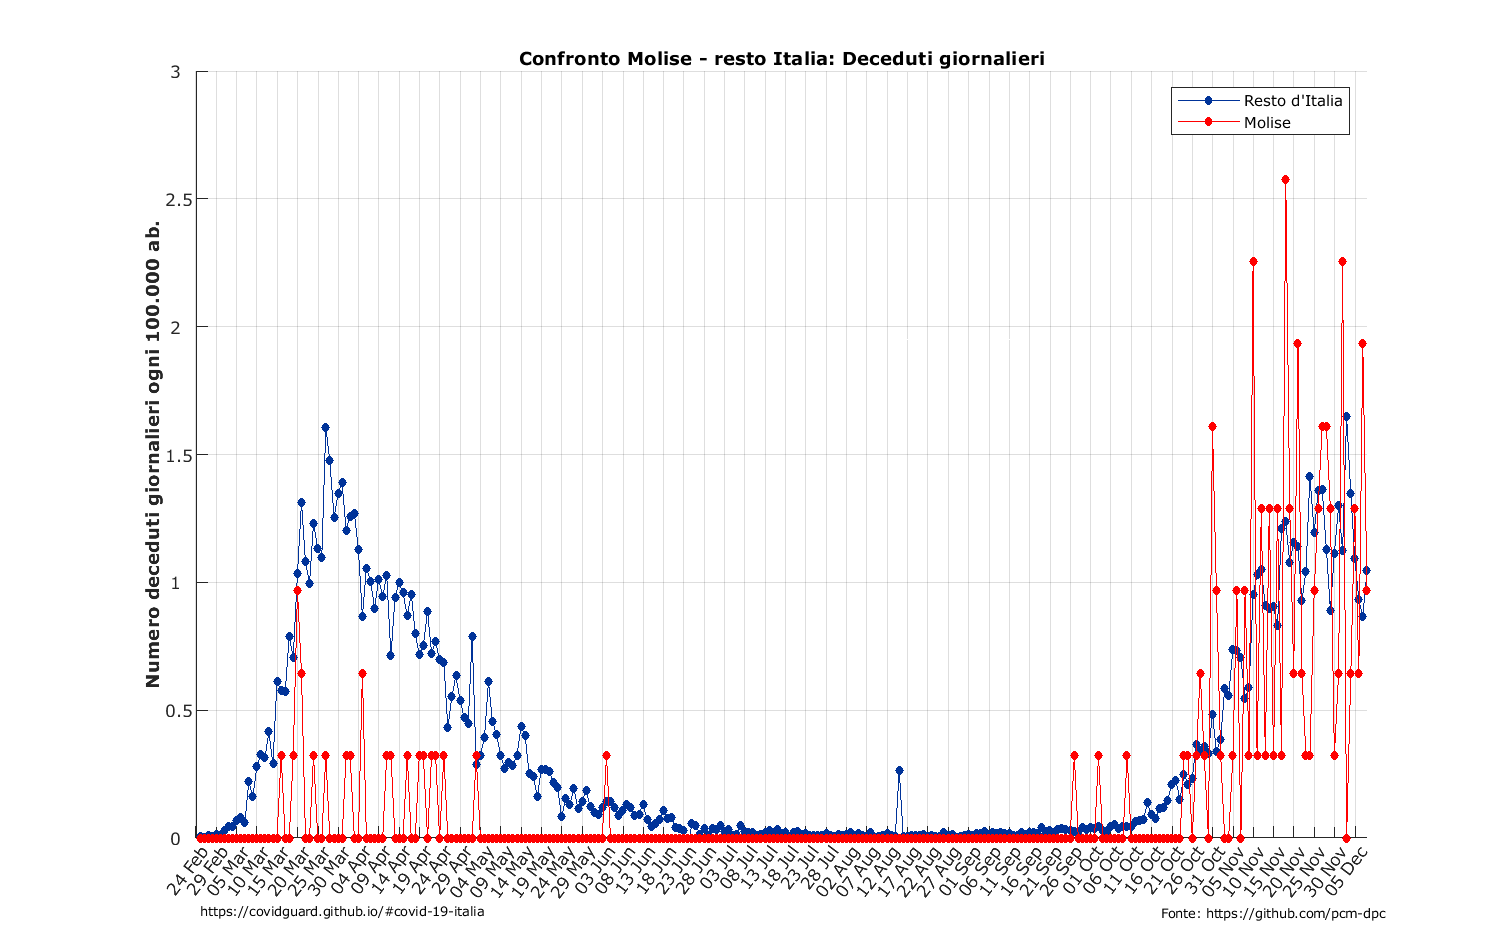 Confronto Molise - resto Italia: Deceduti giornalieri
Resto d'Italia
Molise
Numero deceduti giornalieri ogni 100.000 ab.
3
2.5
2
1.5
1
0.5
0
24 Feb
29 Feb
05 Mar
10 Mar
15 Mar
20 Mar
25 Mar
30 Mar
04 Apr
09 Apr
14 Apr
19 Apr
24 Apr
29 Apr
04 May
09 May
14 May
19 May
24 May
29 May
03 Jun
08 Jun
13 Jun
18 Jun
23 Jun
28 Jun
03 Jul
08 Jul
13 Jul
18 Jul
23 Jul
28 Jul
02 Aug
07 Aug
12 Aug
17 Aug
22 Aug
27 Aug
01 Sep
06 Sep
11 Sep
16 Sep
21 Sep
26 Sep
01 Oct
06 Oct
11 Oct
16 Oct
21 Oct
26 Oct
31 Oct
05 Nov
10 Nov
15 Nov
20 Nov
25 Nov
30 Nov
05 Dec
https://covidguard.github.io/#covid-19-italia
Fonte: https://github.com/pcm-dpc